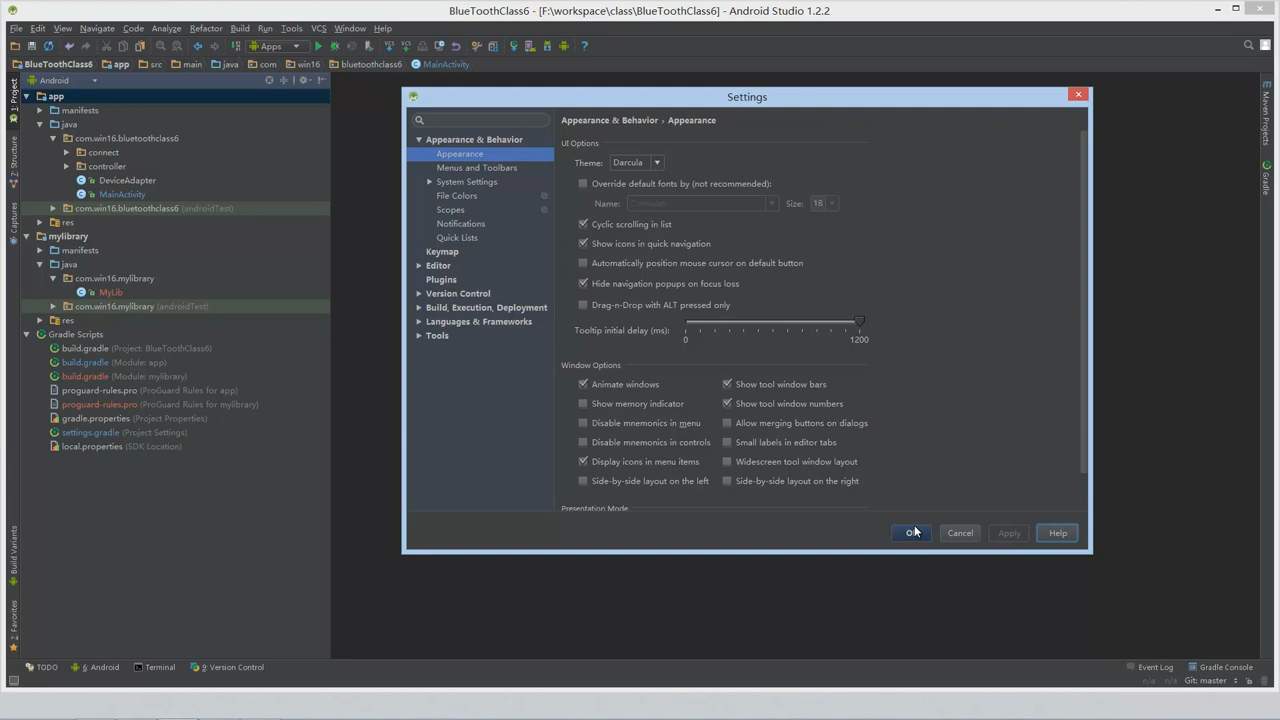 BlueToothClass6 - [F:\workspace\class\BlueToothClass6] - Android Studio 1.2.2
File Edit View Navigate Code Analyze Refactor Build Run Tools VCS Window Help
Apps
BlueToothClass6 app src main java com win16 bluetoothclass6 MainActivity
Android
1: Project
7: Structure
Captures
Build Variants
2: Favorites
app
manifests
java
com.win16.bluetoothclass6
connect
controller
DeviceAdapter
MainActivity
com.win16.bluetoothclass6 (androidTest)
res
mylibrary
manifests
java
com.win16.mylibrary
MyLib
com.win16.mylibrary (androidTest)
res
Gradle Scripts
build.gradle (Project: BlueToothClass6)
build.gradle (Module: app)
build.gradle (Module: mylibrary)
proguard-rules.pro (ProGuard Rules for app)
proguard-rules.pro (ProGuard Rules for mylibrary)
gradle.properties (Project Properties)
settings.gradle (Project Settings)
local.properties (SDK Location)
Settings
Appearance & Behavior
Appearance
Menus and Toolbars
System Settings
File Colors
Scopes
Notifications
Quick Lists
Keymap
Editor
Plugins
Version Control
Build, Execution, Deployment
Languages & Frameworks
Tools
Appearance & Behavior › Appearance
UI Options
Theme: Darcula
Override default fonts by (not recommended):
Name: Size: 18
Cyclic scrolling in list
Show icons in quick navigation
Automatically position mouse cursor on default button
Hide navigation popups on focus loss
Drag-n-Drop with ALT pressed only
Tooltip initial delay (ms):
0 1200
Window Options
Animate windows Show tool window bars
Show memory indicator Show tool window numbers
Disable mnemonics in menu Allow merging buttons on dialogs
Disable mnemonics in controls Small labels in editor tabs
Display icons in menu items Widescreen tool window layout
Side-by-side layout on the left Side-by-side layout on the right
Presentation Mode
Cancel Apply Help
Maven Projects
Gradle
TODO 6: Android Terminal 9: Version Control Event Log Gradle Console
n/a n/a Git: master